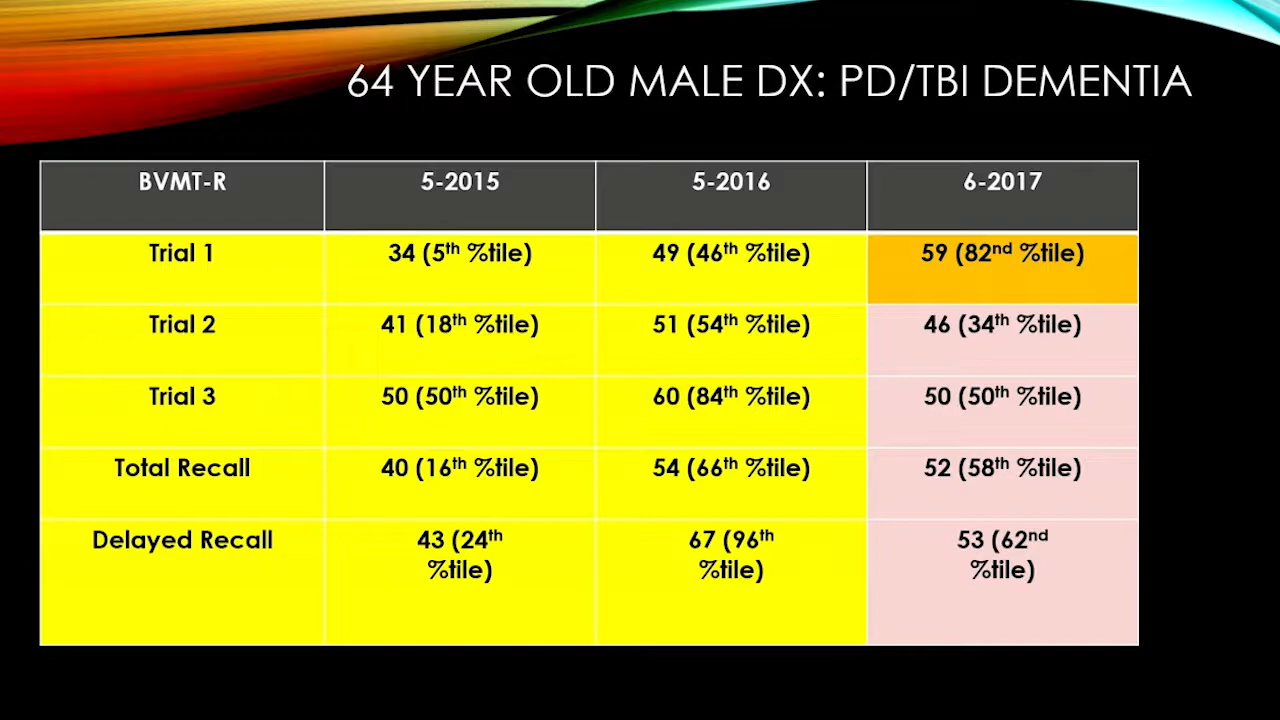 64 YEAR OLD MALE DX: PD/TBI DEMENTIA
BVMT-R 5-2015 5-2016 6-2017
Trial 1 34 (5th %tile) 49 (46th %tile) 59 (82nd %tile)
Trial 2 41 (18th %tile) 51 (54th %tile) 46 (34th %tile)
Trial 3 50 (50th %tile) 60 (84th %tile) 50 (50th %tile)
Total Recall 40 (16th %tile) 54 (66th %tile) 52 (58th %tile)
Delayed Recall 43 (24th %tile) 67 (96th %tile) 53 (62nd %tile)